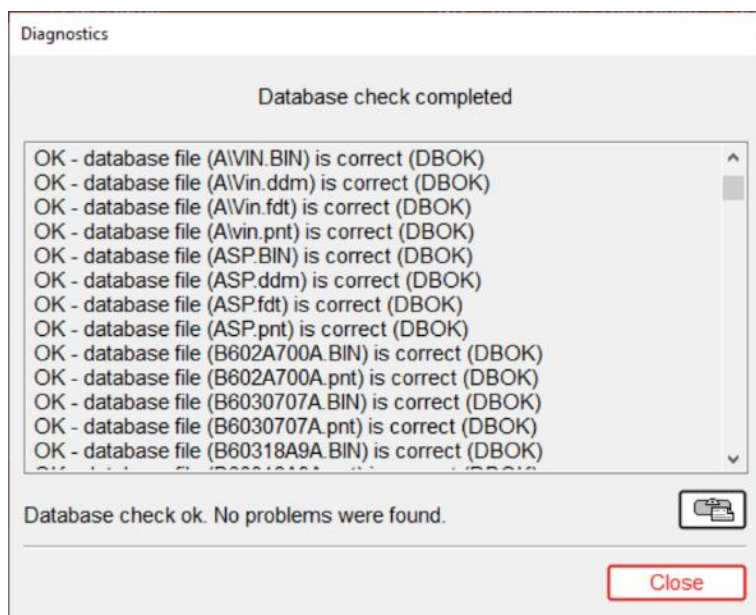 Diagnostics
Database check completed
OK - database file (A\VIN.BIN) is correct (DBOK)
OK - database file (A\Vin.ddm) is correct (DBOK)
OK - database file (A\Vin.fdt) is correct (DBOK)
OK - database file (A\vin.pnt) is correct (DBOK)
OK - database file (ASP.BIN) is correct (DBOK)
OK - database file (ASP.ddm) is correct (DBOK)
OK - database file (ASP.fdt) is correct (DBOK)
OK - database file (ASP.pnt) is correct (DBOK)
OK - database file (B602A700A.BIN) is correct (DBOK)
OK - database file (B602A700A.pnt) is correct (DBOK)
OK - database file (B6030707A.BIN) is correct (DBOK)
OK - database file (B6030707A.pnt) is correct (DBOK)
OK - database file (B60318A9A.BIN) is correct (DBOK)
Database check ok. No problems were found.
Close